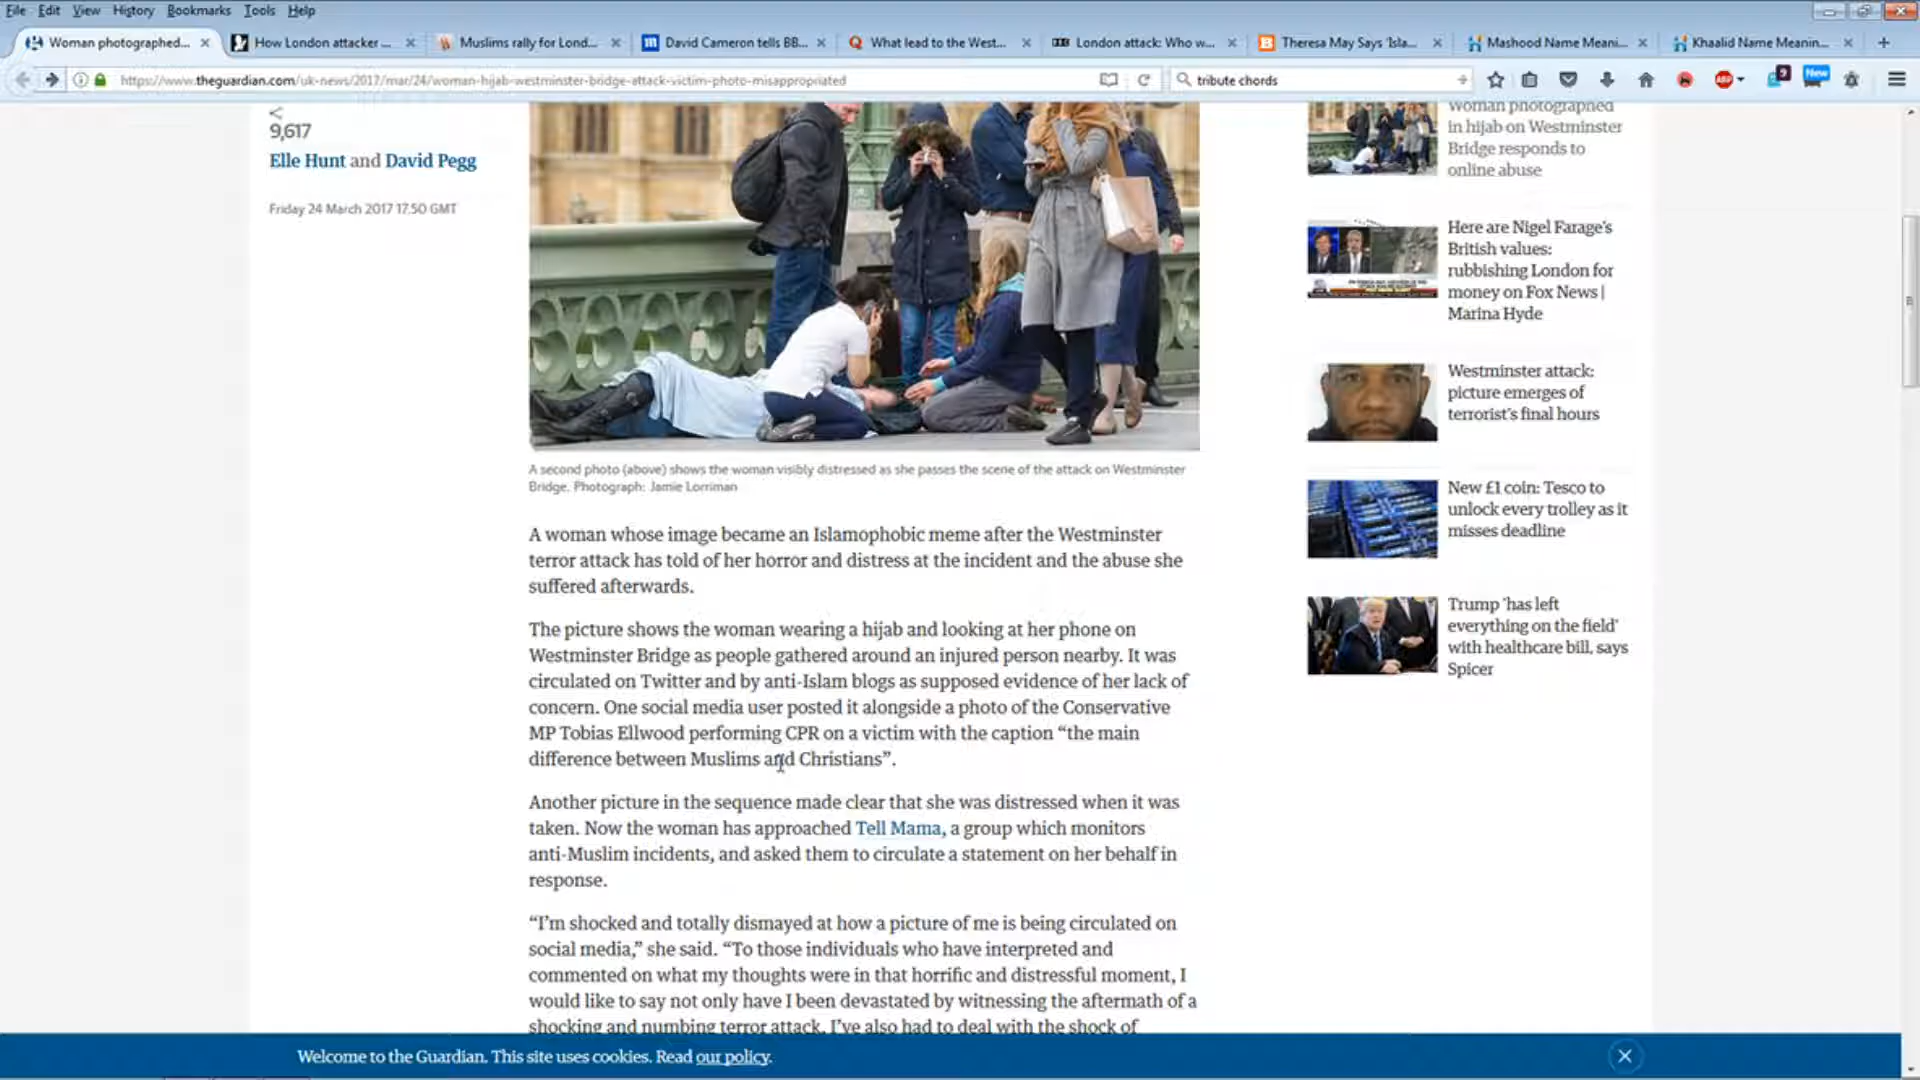 File Edit View History Bookmarks Tools Help
Woman photographed...
How London attacker ...
Muslims rally for Lond...
David Cameron tells BB...
What lead to the West...
London attack: Who w...
Theresa May Says 'Isla...
Mashood Name Meani...
Khaalid Name Meanin...
https://www.theguardian.com/uk-news/2017/mar/24/woman-hijab-westminster-bridge-attack-victim-photo-misappropriated
tribute chords
ABP
9
New
9,617
Elle Hunt and David Pegg
Friday 24 March 2017 17.50 GMT
A second photo (above) shows the woman visibly distressed as she passes the scene of the attack on Westminster
Bridge. Photograph: Jamie Lorriman
A woman whose image became an Islamophobic meme after the Westminster
terror attack has told of her horror and distress at the incident and the abuse she
suffered afterwards.
The picture shows the woman wearing a hijab and looking at her phone on
Westminster Bridge as people gathered around an injured person nearby. It was
circulated on Twitter and by anti-Islam blogs as supposed evidence of her lack of
concern. One social media user posted it alongside a photo of the Conservative
MP Tobias Ellwood performing CPR on a victim with the caption “the main
difference between Muslims and Christians”.
Another picture in the sequence made clear that she was distressed when it was
taken. Now the woman has approached Tell Mama, a group which monitors
anti-Muslim incidents, and asked them to circulate a statement on her behalf in
response.
“I’m shocked and totally dismayed at how a picture of me is being circulated on
social media,” she said. “To those individuals who have interpreted and
commented on what my thoughts were in that horrific and distressful moment, I
would like to say not only have I been devastated by witnessing the aftermath of a
shocking and numbing terror attack, I’ve also had to deal with the shock of
Woman photographed
in hijab on Westminster
Bridge responds to
online abuse
Here are Nigel Farage’s
British values:
rubbishing London for
money on Fox News |
Marina Hyde
Westminster attack:
picture emerges of
terrorist’s final hours
New £1 coin: Tesco to
unlock every trolley as it
misses deadline
Trump ‘has left
everything on the field’
with healthcare bill, says
Spicer
Welcome to the Guardian. This site uses cookies. Read our policy.